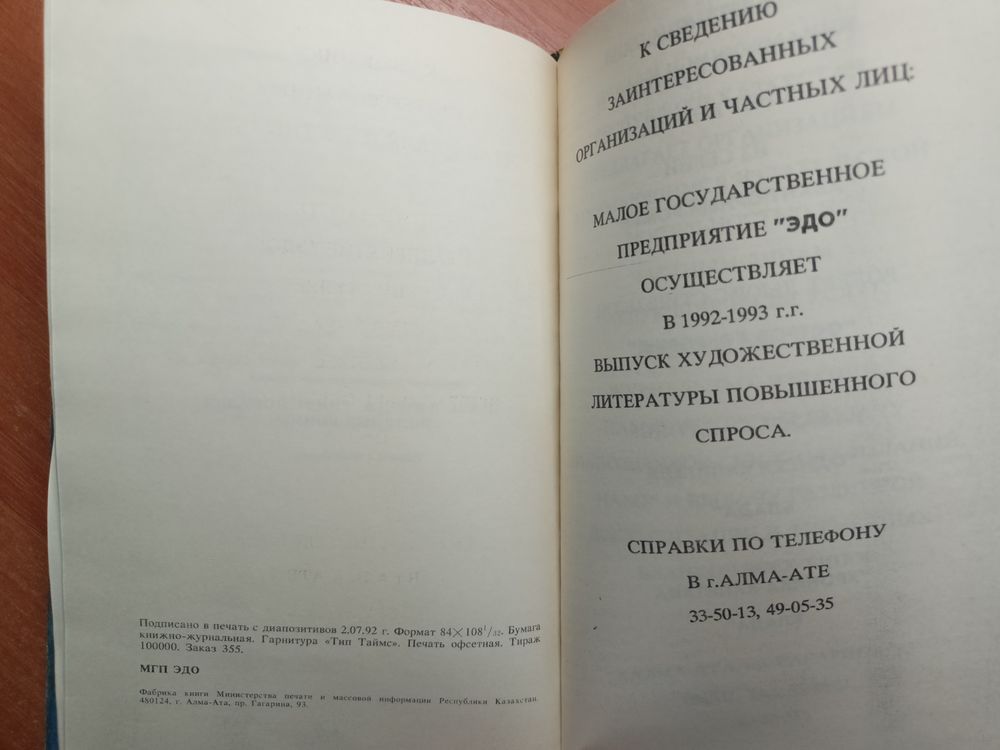 Подписано в печать с диапозитивов 2.07.92 г. Формат 84×108¹/₃₂. Бумага
книжно-журнальная. Гарнитура «Тип Таймс». Печать офсетная. Тираж
100000. Заказ 355.
МГП ЭДО
Фабрика книги Министерства печати и массовой информации Республики Казахстан.
480124, г. Алма-Ата, пр. Гагарина, 93.
К СВЕДЕНИЮ
ЗАИНТЕРЕСОВАННЫХ
ОРГАНИЗАЦИЙ И ЧАСТНЫХ ЛИЦ:
МАЛОЕ ГОСУДАРСТВЕННОЕ
ПРЕДПРИЯТИЕ "ЭДО"
ОСУЩЕСТВЛЯЕТ
В 1992-1993 г.г.
ВЫПУСК ХУДОЖЕСТВЕННОЙ
ЛИТЕРАТУРЫ ПОВЫШЕННОГО
СПРОСА.
СПРАВКИ ПО ТЕЛЕФОНУ
В г.АЛМА-АТЕ
33-50-13, 49-05-35